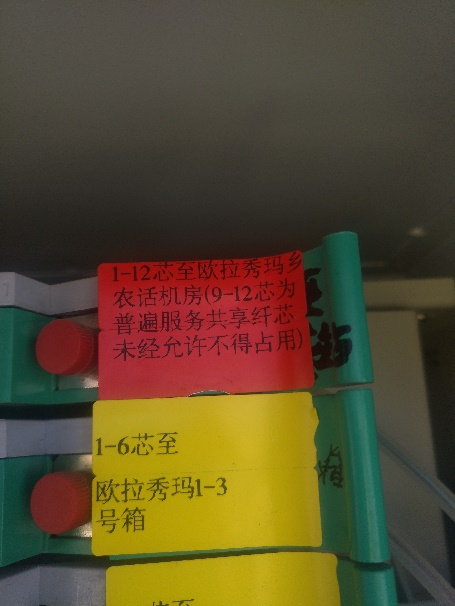 1-12芯至欧拉秀玛乡
农话机房(9-12芯为
普遍服务共享纤芯
未经允许不得占用)
1-6芯至
欧拉秀玛1-3
号箱